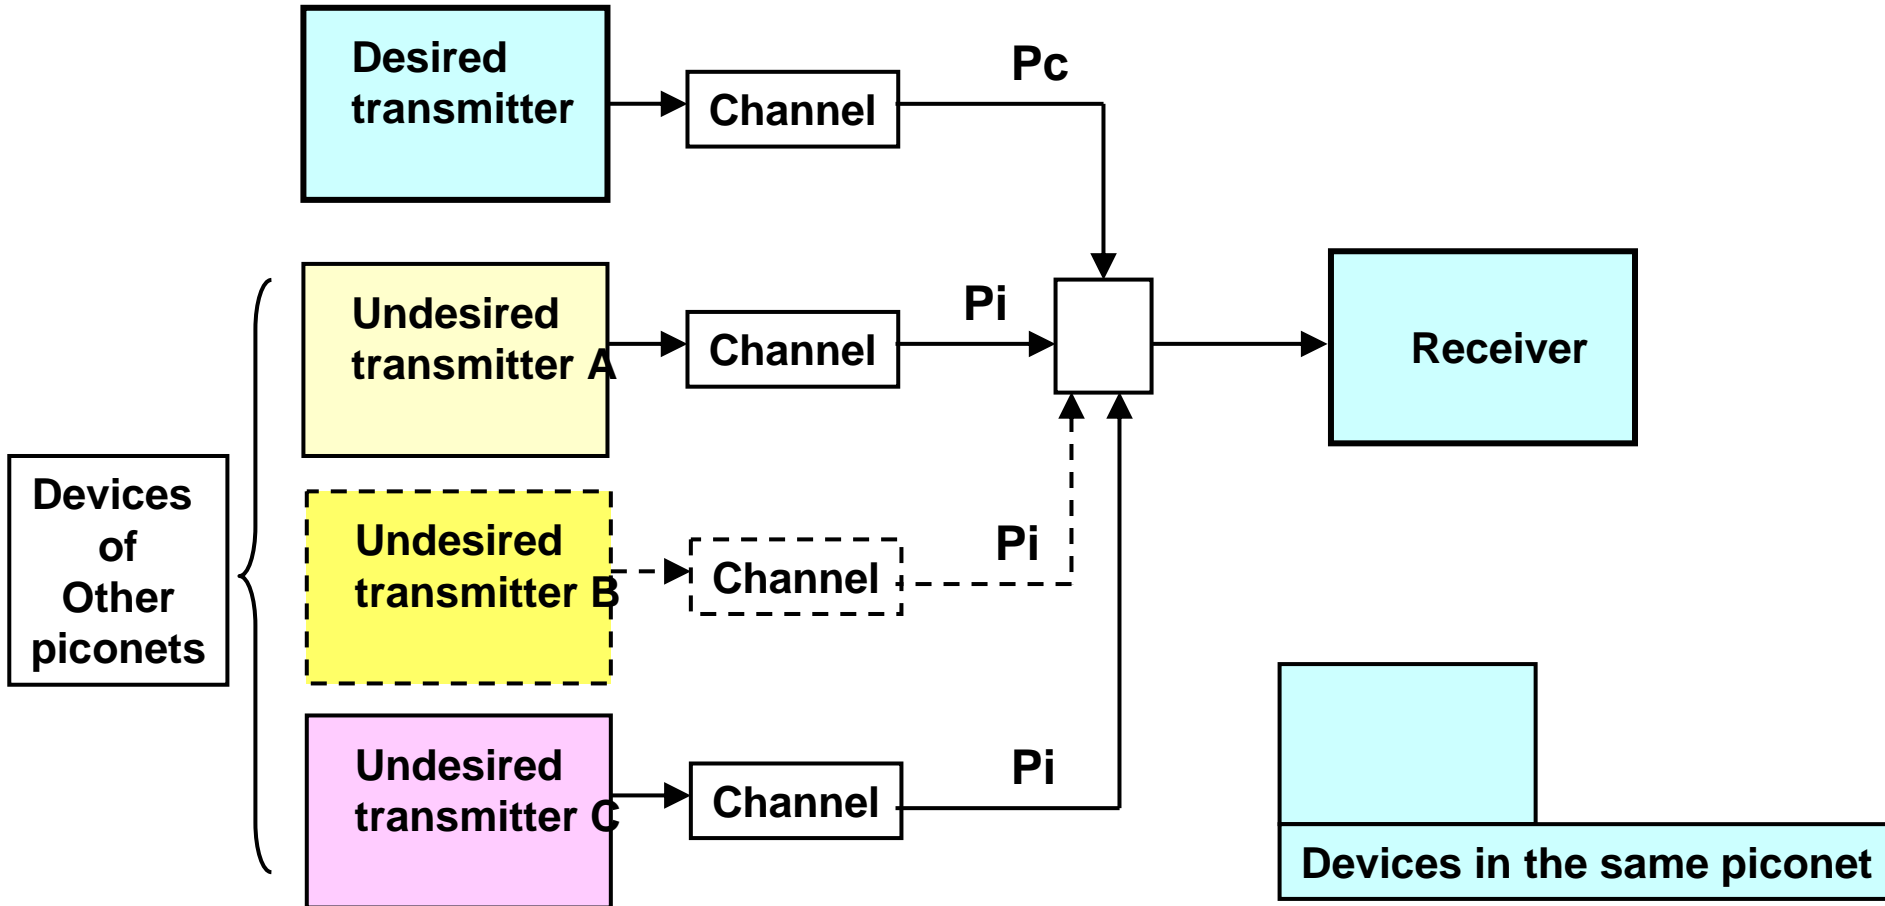 Desired
transmitter
Channel
Pc
Undesired
transmitter A
Channel
Pi
Receiver
Devices
of
Other
piconets
Undesired
transmitter B
Channel
Pi
Undesired
transmitter C
Channel
Pi
Devices in the same piconet